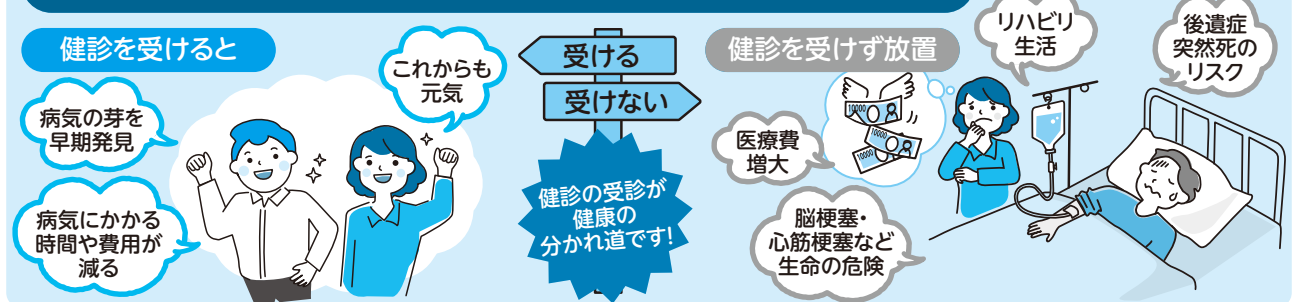 健診を受けると
これからも
元気
病気の芽を
早期発見
病気にかかる
時間や費用が
減る
受ける
受けない
健診の受診が
健康の
分かれ道です!
健診を受けず放置
リハビリ
生活
後遺症
突然死の
リスク
10000
10000
10000
医療費
増大
脳梗塞・
心筋梗塞など
生命の危険